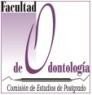 Facultad
de Odontología
Comisión de Estudios de Postgrado